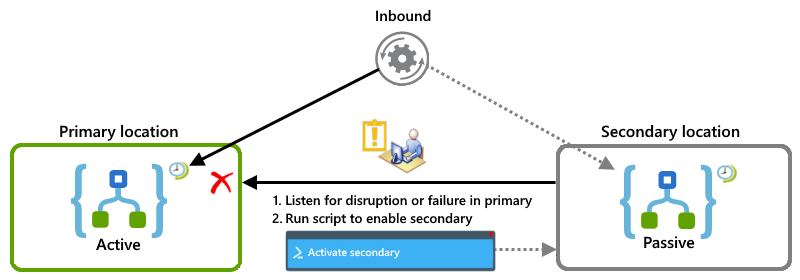 Inbound
Primary location
Secondary location
1. Listen for disruption or failure in primary
2. Run script to enable secondary
Active
Activate secondary
Passive